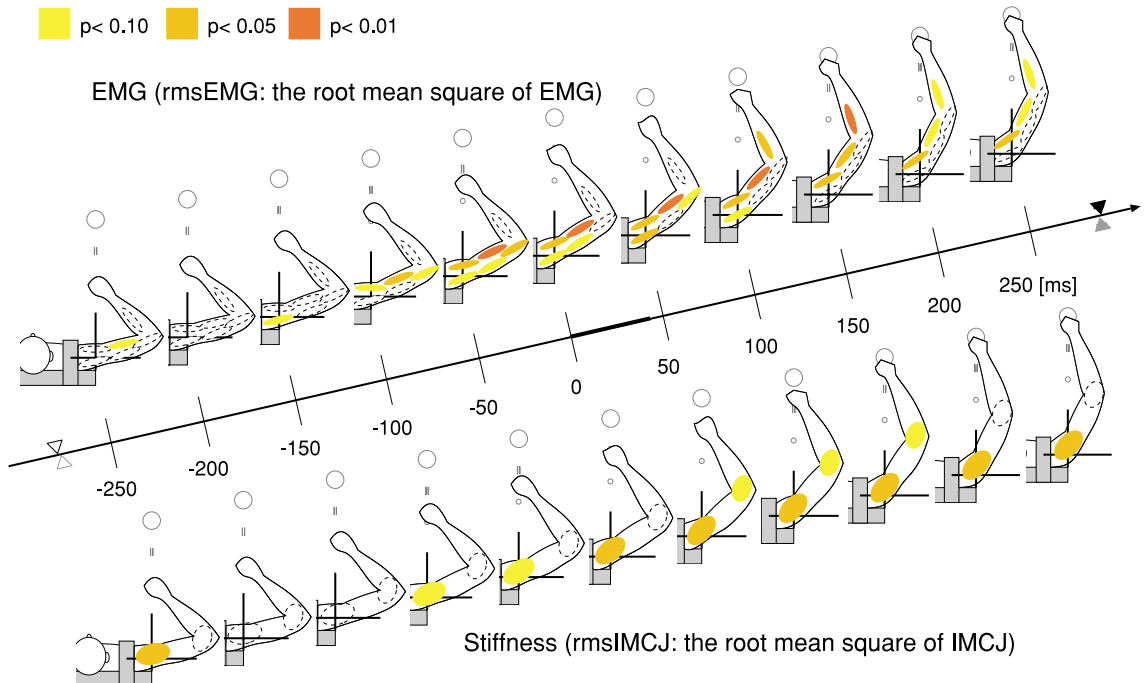 p< 0.10 p< 0.05 p< 0.01
EMG (rmsEMG: the root mean square of EMG)
250 [ms]
200
150
100
50
0
-50
-100
-150
-200
-250
Stiffness (rmsIMCJ: the root mean square of IMCJ)